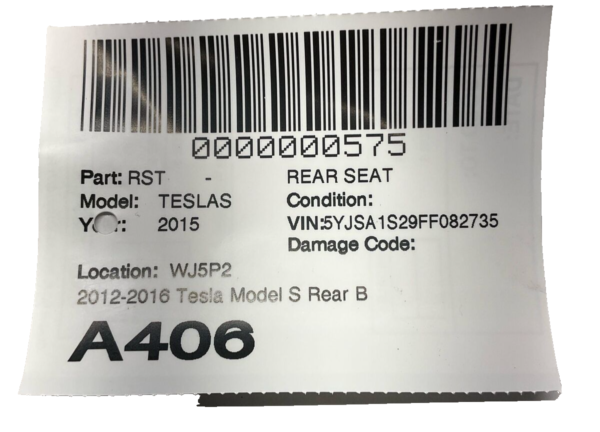 0000000575
Part: RST - REAR SEAT
Model: TESLAS Condition:
2015 VIN:5YJSA1S29FF082735
Damage Code:
Location: WJ5P2
2012-2016 Tesla Model S Rear B
A406